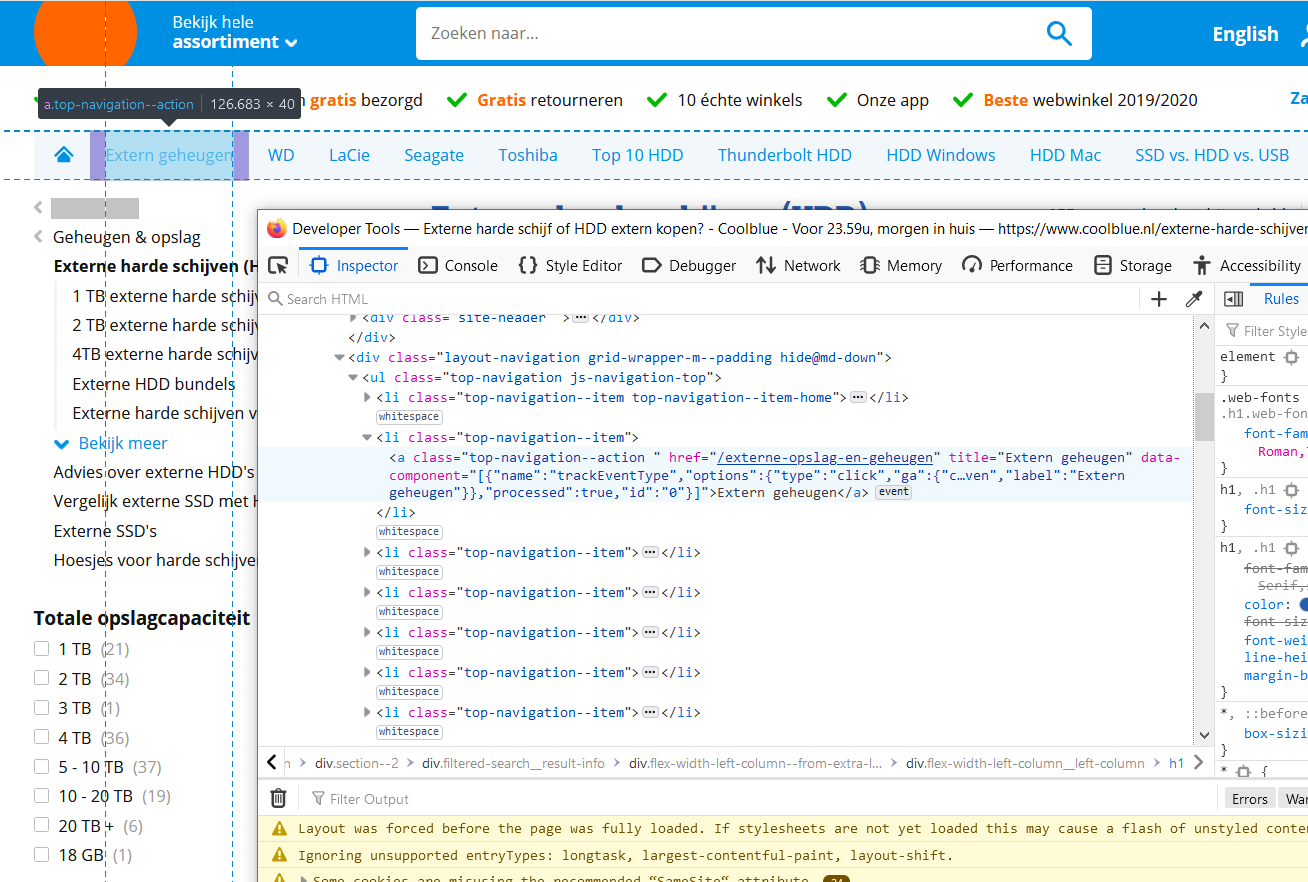 Bekijk hele
assortiment
Zoeken naar...
English
a.top-navigation--action 126.683 × 40
gratis bezorgd
Gratis retourneren
10 échte winkels
Onze app
Beste webwinkel 2019/2020
Za
Extern geheugen
WD
LaCie
Seagate
Toshiba
Top 10 HDD
Thunderbolt HDD
HDD Windows
HDD Mac
SSD vs. HDD vs. USB
Geheugen & opslag
Externe harde schijven (H
1 TB externe harde schijv
2 TB externe harde schijv
4TB externe harde schijv
Externe HDD bundels
Externe harde schijven v
Bekijk meer
Advies over externe HDD's
Vergelijk externe SSD met H
Externe SSD's
Hoesjes voor harde schijve
Totale opslagcapaciteit
1 TB (21)
2 TB (34)
3 TB (1)
4 TB (36)
5 - 10 TB (37)
10 - 20 TB (19)
20 TB + (6)
18 GB (1)
Developer Tools — Externe harde schijf of HDD extern kopen? - Coolblue - Voor 23.59u, morgen in huis — https://www.coolblue.nl/externe-harde-schijven
Inspector
Console
Style Editor
Debugger
Network
Memory
Performance
Storage
Accessibility
Search HTML
Rules
Filter Style
<div class="site-header ">…</div>
</div>
<div class="layout-navigation grid-wrapper-m--padding hide@md-down">
<ul class="top-navigation js-navigation-top">
<li class="top-navigation--item top-navigation--item-home">…</li>
whitespace
<li class="top-navigation--item">
<a class="top-navigation--action " href="/externe-opslag-en-geheugen" title="Extern geheugen" data-
component="[{"name":"trackEventType","options":{"type":"click","ga":{"c…ven","label":"Extern
geheugen"}},"processed":true,"id":"0"}]">Extern geheugen</a> event
</li>
whitespace
<li class="top-navigation--item">…</li>
whitespace
<li class="top-navigation--item">…</li>
whitespace
<li class="top-navigation--item">…</li>
whitespace
<li class="top-navigation--item">…</li>
whitespace
<li class="top-navigation--item">…</li>
whitespace
element
}
.web-fonts
.h1.web-fon
font-fam
Roman,
}
h1, .h1
font-siz
}
h1, .h1
font-fam
Serif,
color:
font-siz
font-wei
line-hei
margin-b
}
*, ::before
box-sizi
}
* {
div.section--2
div.filtered-search__result-info
div.flex-width-left-column--from-extra-l...
div.flex-width-left-column__left-column
h1
Filter Output
Errors
War
Layout was forced before the page was fully loaded. If stylesheets are not yet loaded this may cause a flash of unstyled conte
Ignoring unsupported entryTypes: longtask, largest-contentful-paint, layout-shift.
Some cookies are misusing the recommended “SameSite“ attribute 24